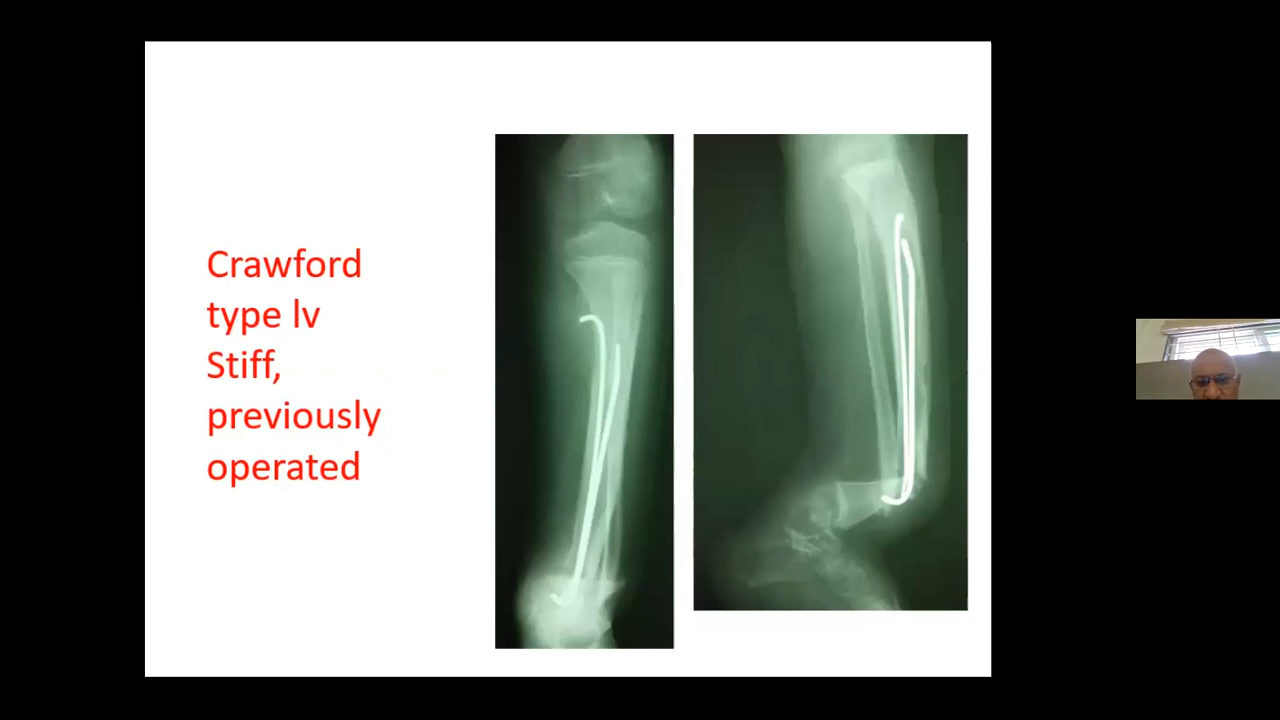 Crawford
type lv
Stiff,
previously
operated